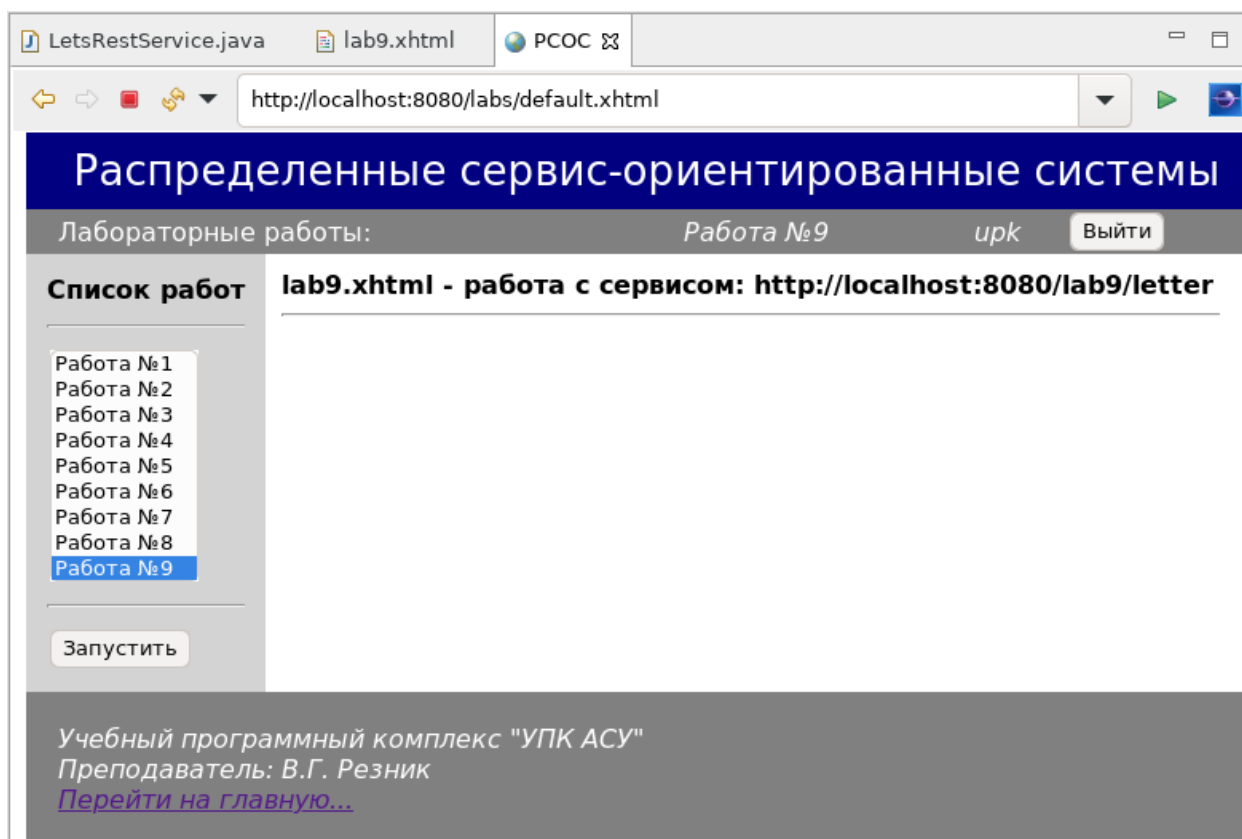 LetsRestService.java lab9.xhtml РСОС
http://localhost:8080/labs/default.xhtml
Распределенные сервис-ориентированные системы
Лабораторные работы: Работа №9 upk Выйти
Список работ
lab9.xhtml - работа с сервисом: http://localhost:8080/lab9/letter
Работа №1
Работа №2
Работа №3
Работа №4
Работа №5
Работа №6
Работа №7
Работа №8
Работа №9
Запустить
Учебный программный комплекс "УПК АСУ"
Преподаватель: В.Г. Резник
Перейти на главную...